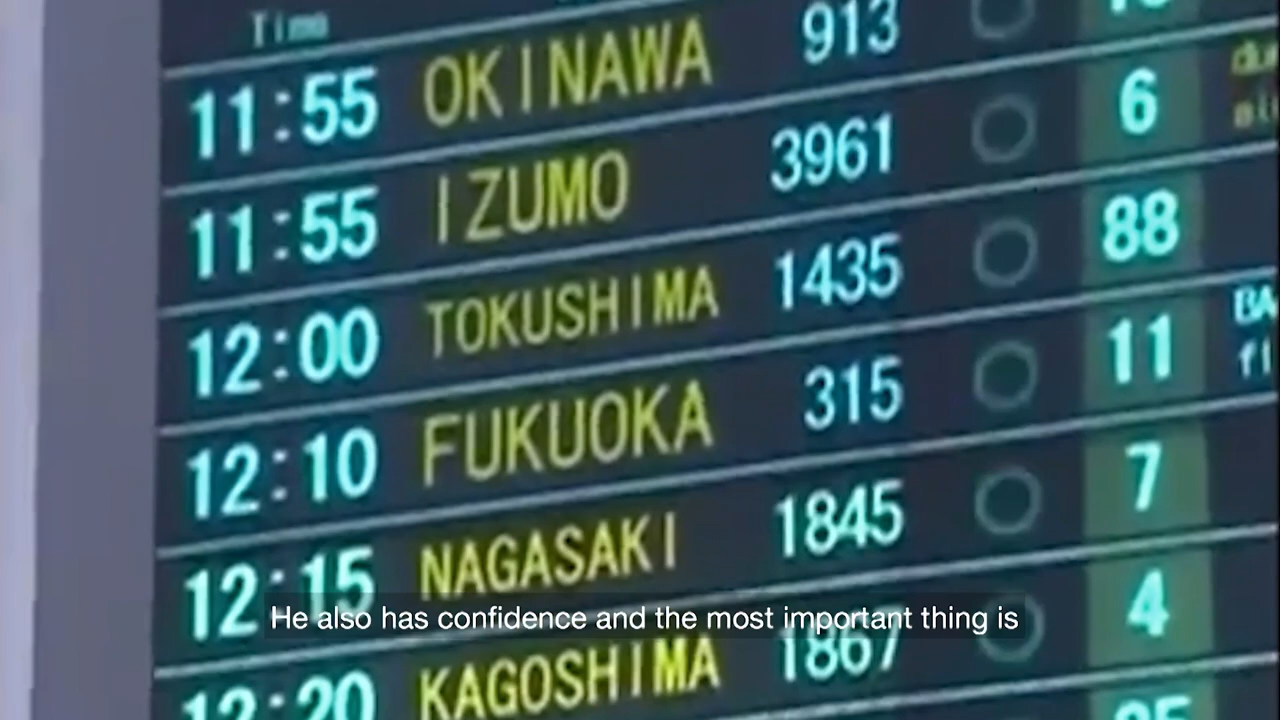 Time
11:55 OKINAWA 913
11:55 IZUMO 3961 6
12:00 TOKUSHIMA 1435 88
12:10 FUKUOKA 315 11
12:15 NAGASAKI 1845 7
12:20 KAGOSHIMA 1867 4
He also has confidence and the most important thing is